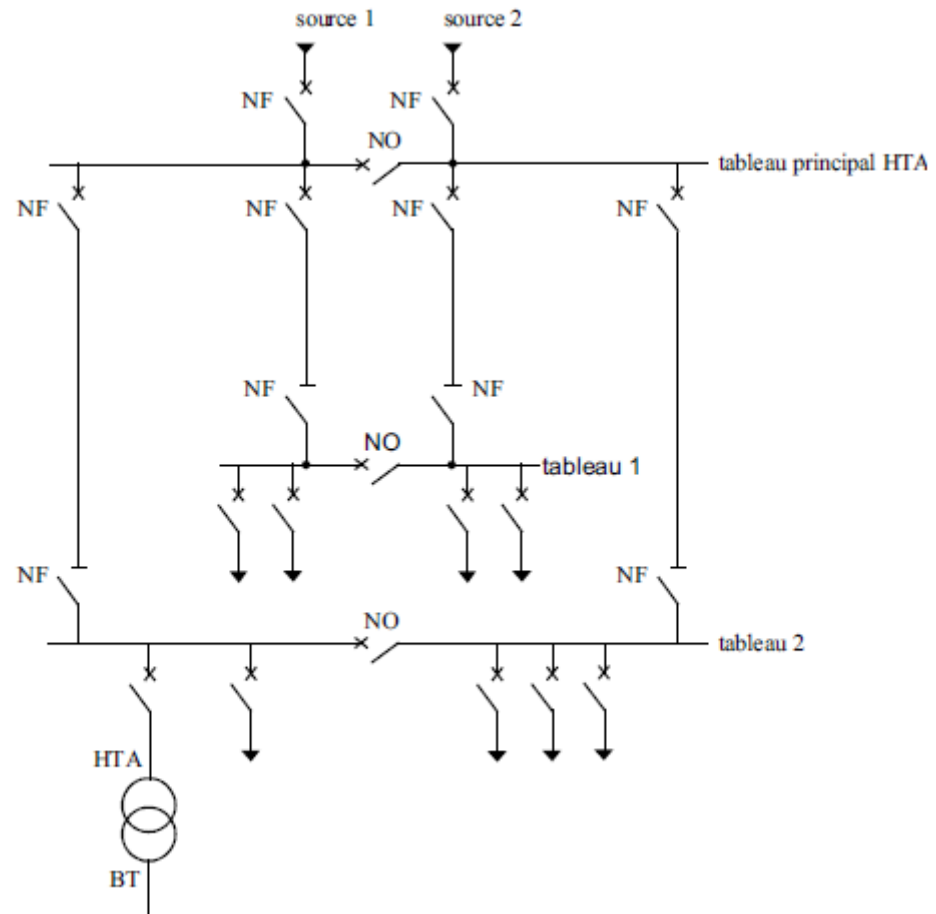 source 1
source 2
NF
NF
NO
tableau principal HTA
NF
NF
NF
NF
NF
NF
NO
tableau 1
NF
NF
NO
tableau 2
HTA
BT